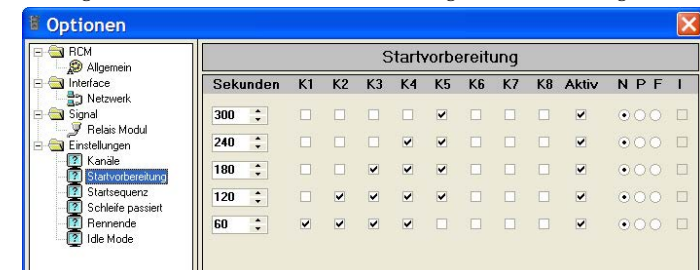 Optionen
RCM
Allgemein
Interface
Netzwerk
Signal
Relais Modul
Einstellungen
Kanäle
Startvorbereitung
Startsequenz
Schleife passiert
Rennende
Idle Mode
Startvorbereitung
Sekunden K1 K2 K3 K4 K5 K6 K7 K8 Aktiv N P F I
300
240
180
120
60